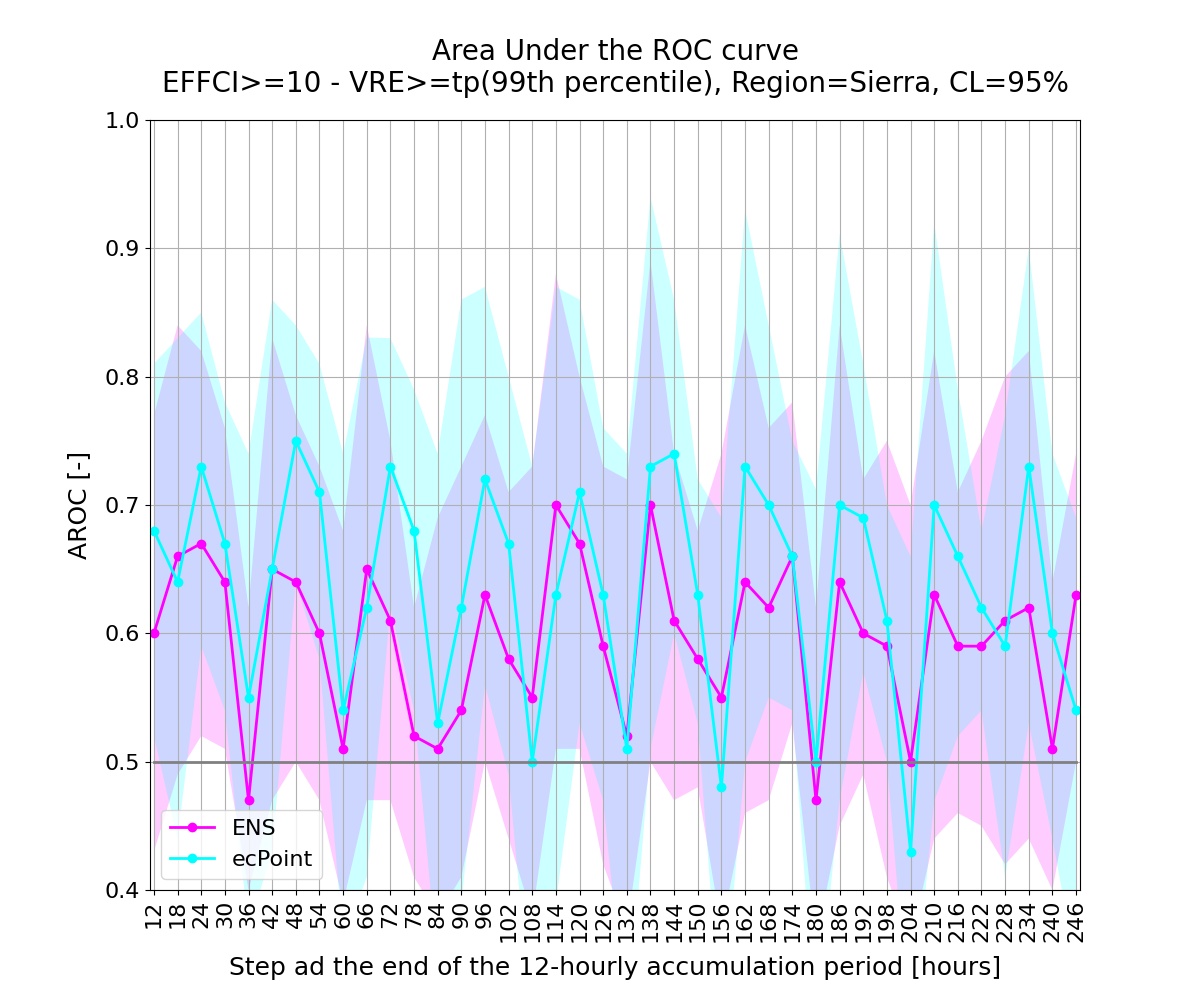 Area Under the ROC curve
EFFCI>=10 - VRE>=tp(99th percentile), Region=Sierra, CL=95%
1.0
0.9
0.8
0.7
0.6
0.5
0.4
AROC [-]
ENS
ecPoint
12 18 24 30 36 42 48 54 60 66 72 78 84 90 96 102 108 114 120 126 132 138 144 150 156 162 168 174 180 186 192 198 204 210 216 222 228 234 240 246
Step ad the end of the 12-hourly accumulation period [hours]